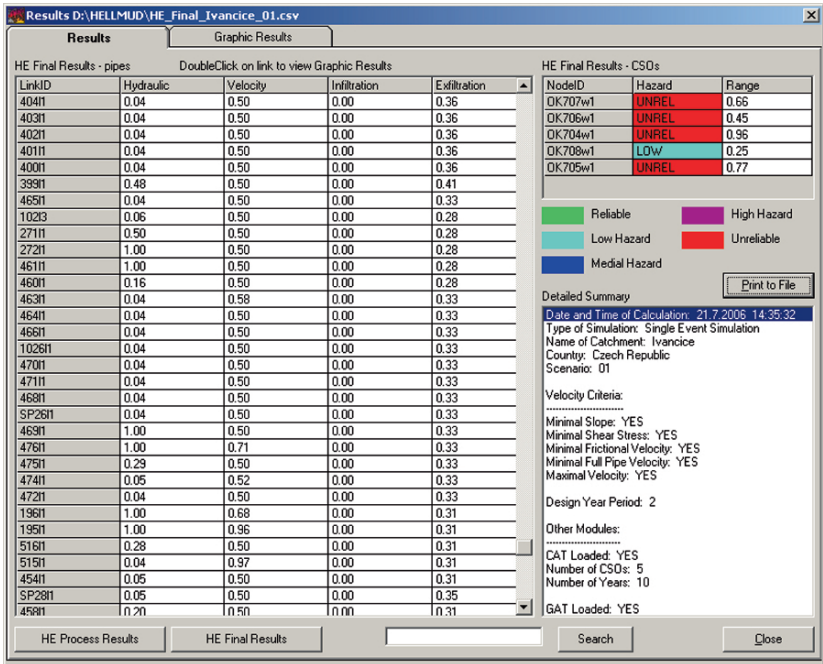 Results D:\HELLMUD\HE_Final_Ivancice_01.csv
Results Graphic Results
HE Final Results - pipes DoubleClick on link to view Graphic Results
LinkID Hydraulic Velocity Infiltration Exfiltration
404l1 0.04 0.50 0.00 0.36
403l1 0.04 0.50 0.00 0.36
402l1 0.04 0.50 0.00 0.36
401l1 0.04 0.50 0.00 0.36
400l1 0.04 0.50 0.00 0.36
399l1 0.48 0.50 0.00 0.41
465l1 0.04 0.50 0.00 0.33
102l3 0.06 0.50 0.00 0.28
271l1 0.50 0.50 0.00 0.28
272l1 1.00 0.50 0.00 0.28
461l1 1.00 0.50 0.00 0.28
460l1 0.16 0.50 0.00 0.28
463l1 0.04 0.58 0.00 0.33
464l1 0.04 0.50 0.00 0.33
466l1 0.04 0.50 0.00 0.33
1026l1 0.04 0.50 0.00 0.33
470l1 0.04 0.50 0.00 0.33
471l1 0.04 0.50 0.00 0.33
468l1 0.04 0.50 0.00 0.33
SP26l1 0.04 0.50 0.00 0.33
469l1 1.00 0.50 0.00 0.33
476l1 1.00 0.71 0.00 0.33
475l1 0.29 0.50 0.00 0.33
474l1 0.05 0.52 0.00 0.33
472l1 0.04 0.50 0.00 0.33
196l1 1.00 0.68 0.00 0.31
195l1 1.00 0.96 0.00 0.31
516l1 0.28 0.50 0.00 0.31
515l1 0.04 0.97 0.00 0.31
454l1 0.05 0.50 0.00 0.31
SP28l1 0.05 0.50 0.00 0.35
458l1 0.20 0.50 0.00 0.31
HE Final Results - CSOs
NodeID Hazard Range
OK707w1 UNREL 0.66
OK706w1 UNREL 0.45
OK704w1 UNREL 0.96
OK708w1 LOW 0.25
OK705w1 UNREL 0.77
Reliable High Hazard
Low Hazard Unreliable
Medial Hazard
Print to File
Detailed Summary
Date and Time of Calculation: 21.7.2006 14:35:32
Type of Simulation: Single Event Simulation
Name of Catchment: Ivancice
Country: Czech Republic
Scenario: 01
Velocity Criteria:
-------------------------
Minimal Slope: YES
Minimal Shear Stress: YES
Minimal Frictional Velocity: YES
Minimal Full Pipe Velocity: YES
Maximal Velocity: YES
Design Year Period: 2
Other Modules:
------------------------
CAT Loaded: YES
Number of CSOs: 5
Number of Years: 10
GAT Loaded: YES
HE Process Results HE Final Results Search Close